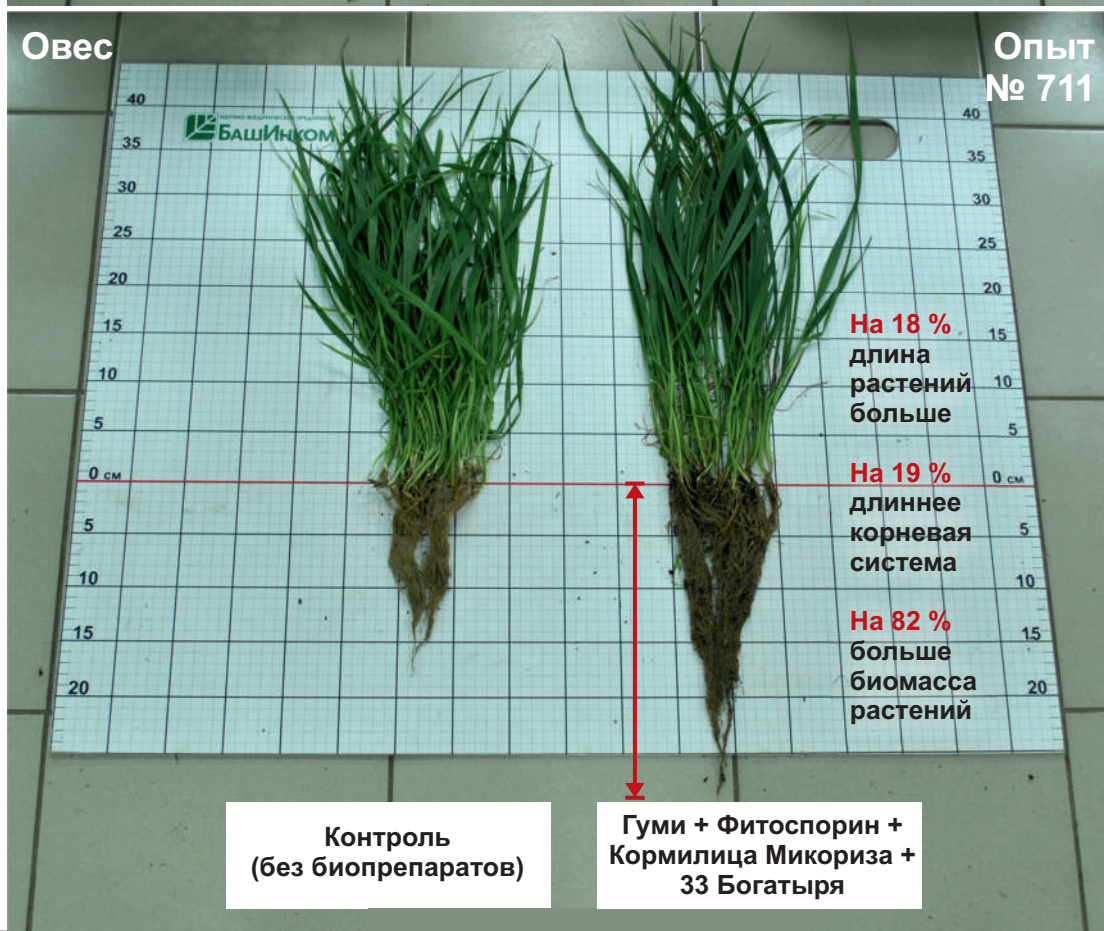 Овес
Опыт
№ 711
40
35
30
25
20
15
10
5
0 см
5
10
15
20
БашИнком
40
35
30
25
20
15
10
5
0 см
5
10
15
20
На 18 %
длина
растений
больше
На 19 %
длиннее
корневая
система
На 82 %
больше
биомасса
растений
Контроль
(без биопрепаратов)
Гуми + Фитоспорин +
Кормилица Микориза +
33 Богатыря